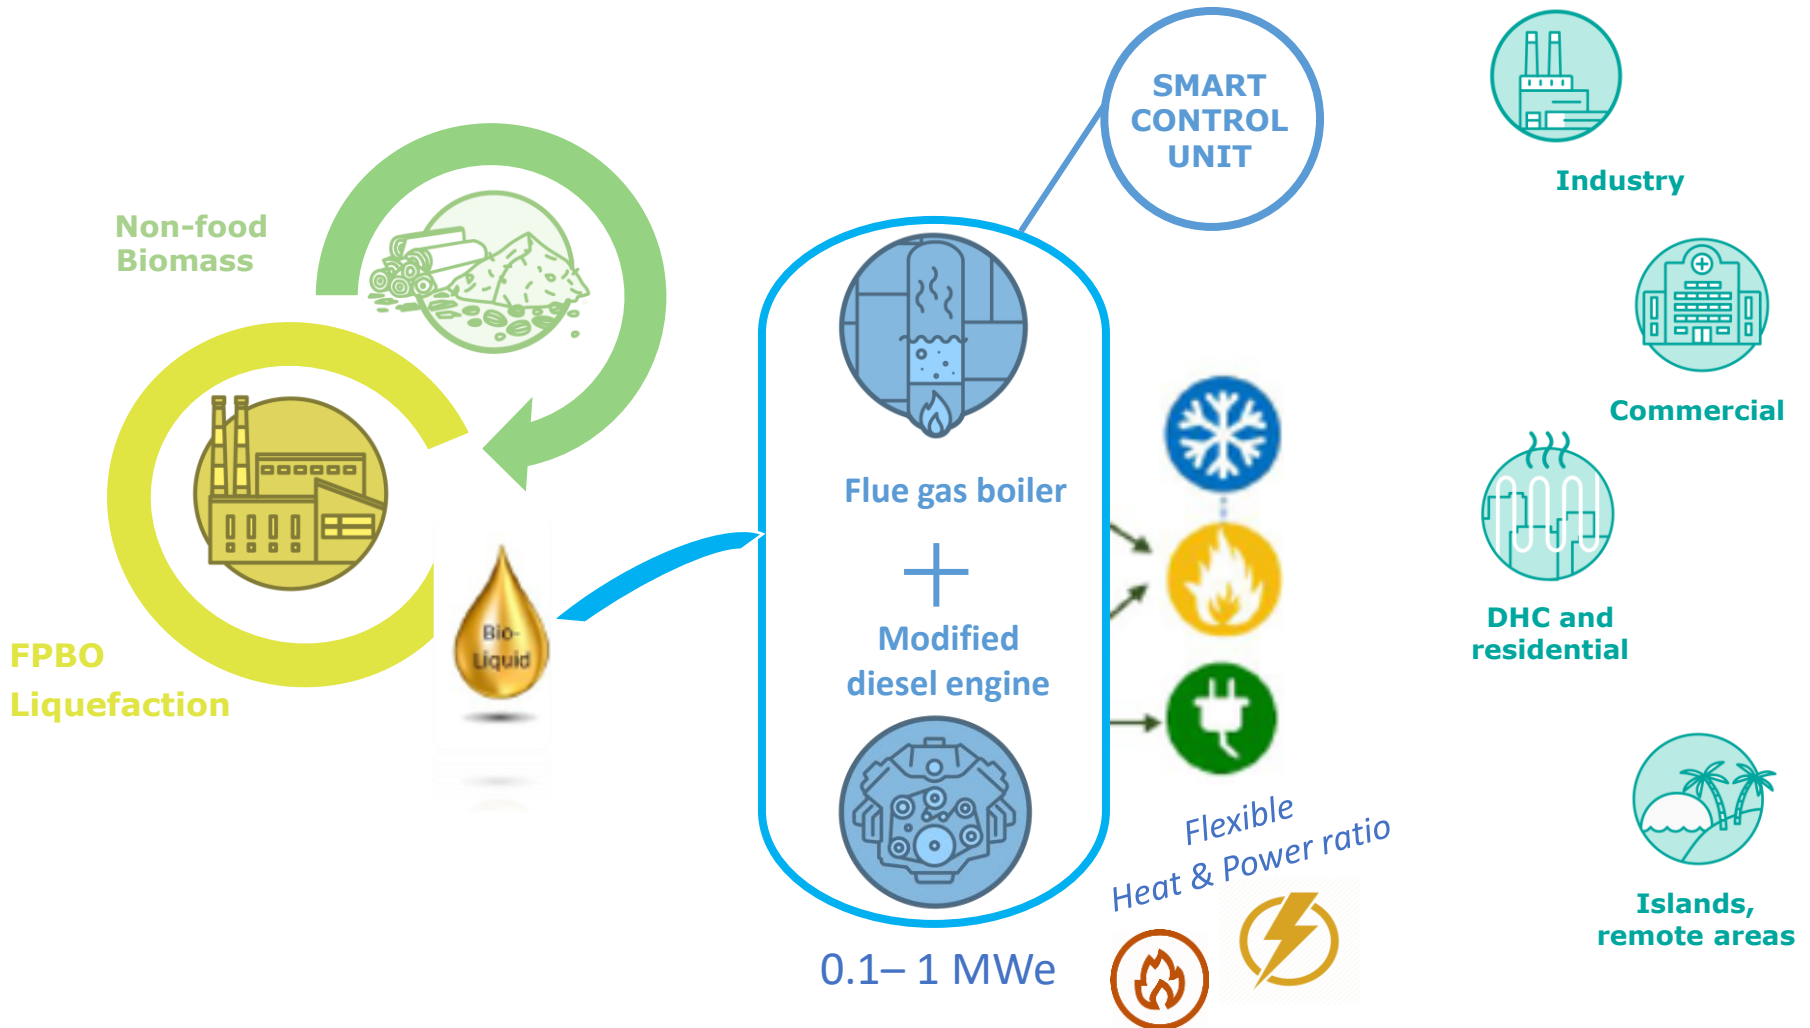 Non-food
Biomass
FPBO
Liquefaction
Bio-
Liquid
SMART
CONTROL
UNIT
Flue gas boiler
Modified
diesel engine
0.1– 1 MWe
Flexible
Heat & Power ratio
Industry
Commercial
DHC and
residential
Islands,
remote areas